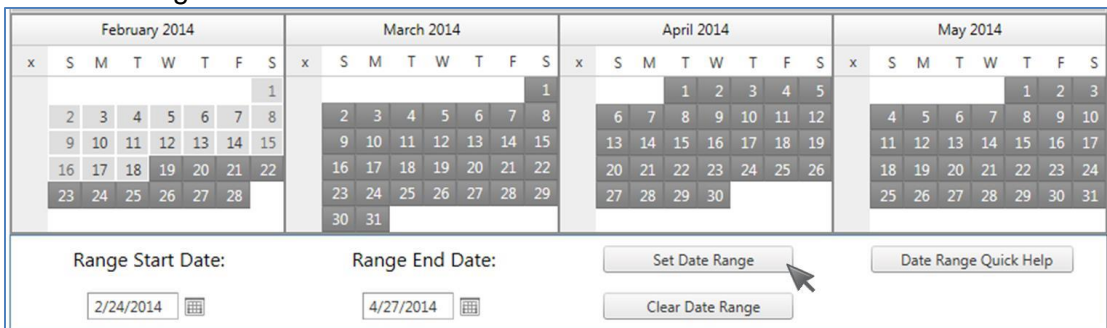 February 2014 March 2014 April 2014 May 2014
x S M T W T F S x S M T W T F S x S M T W T F S x S M T W T F S
1 1 1 2 3 4 5 1 2 3
2 3 4 5 6 7 8 2 3 4 5 6 7 8 6 7 8 9 10 11 12 4 5 6 7 8 9 10
9 10 11 12 13 14 15 9 10 11 12 13 14 15 13 14 15 16 17 18 19 11 12 13 14 15 16 17
16 17 18 19 20 21 22 16 17 18 19 20 21 22 20 21 22 23 24 25 26 18 19 20 21 22 23 24
23 24 25 26 27 28 23 24 25 26 27 28 29 27 28 29 30 25 26 27 28 29 30 31
30 31
Range Start Date: Range End Date: Set Date Range Date Range Quick Help
2/24/2014 4/27/2014 Clear Date Range